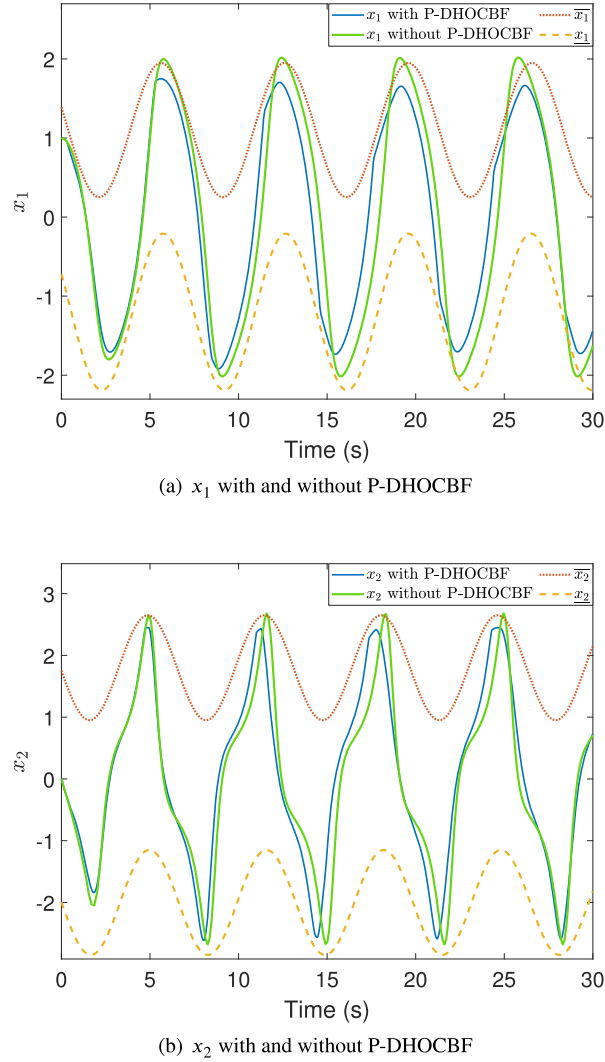 x₁ with P-DHOCBF x̅₁
x₁ without P-DHOCBF x̲₁
2
1
0
-1
-2
x₁
0 5 10 15 20 25 30
Time (s)
(a) x₁ with and without P-DHOCBF
x₂ with P-DHOCBF x̅₂
x₂ without P-DHOCBF x̲₂
3
2
1
0
-1
-2
x₂
0 5 10 15 20 25 30
Time (s)
(b) x₂ with and without P-DHOCBF